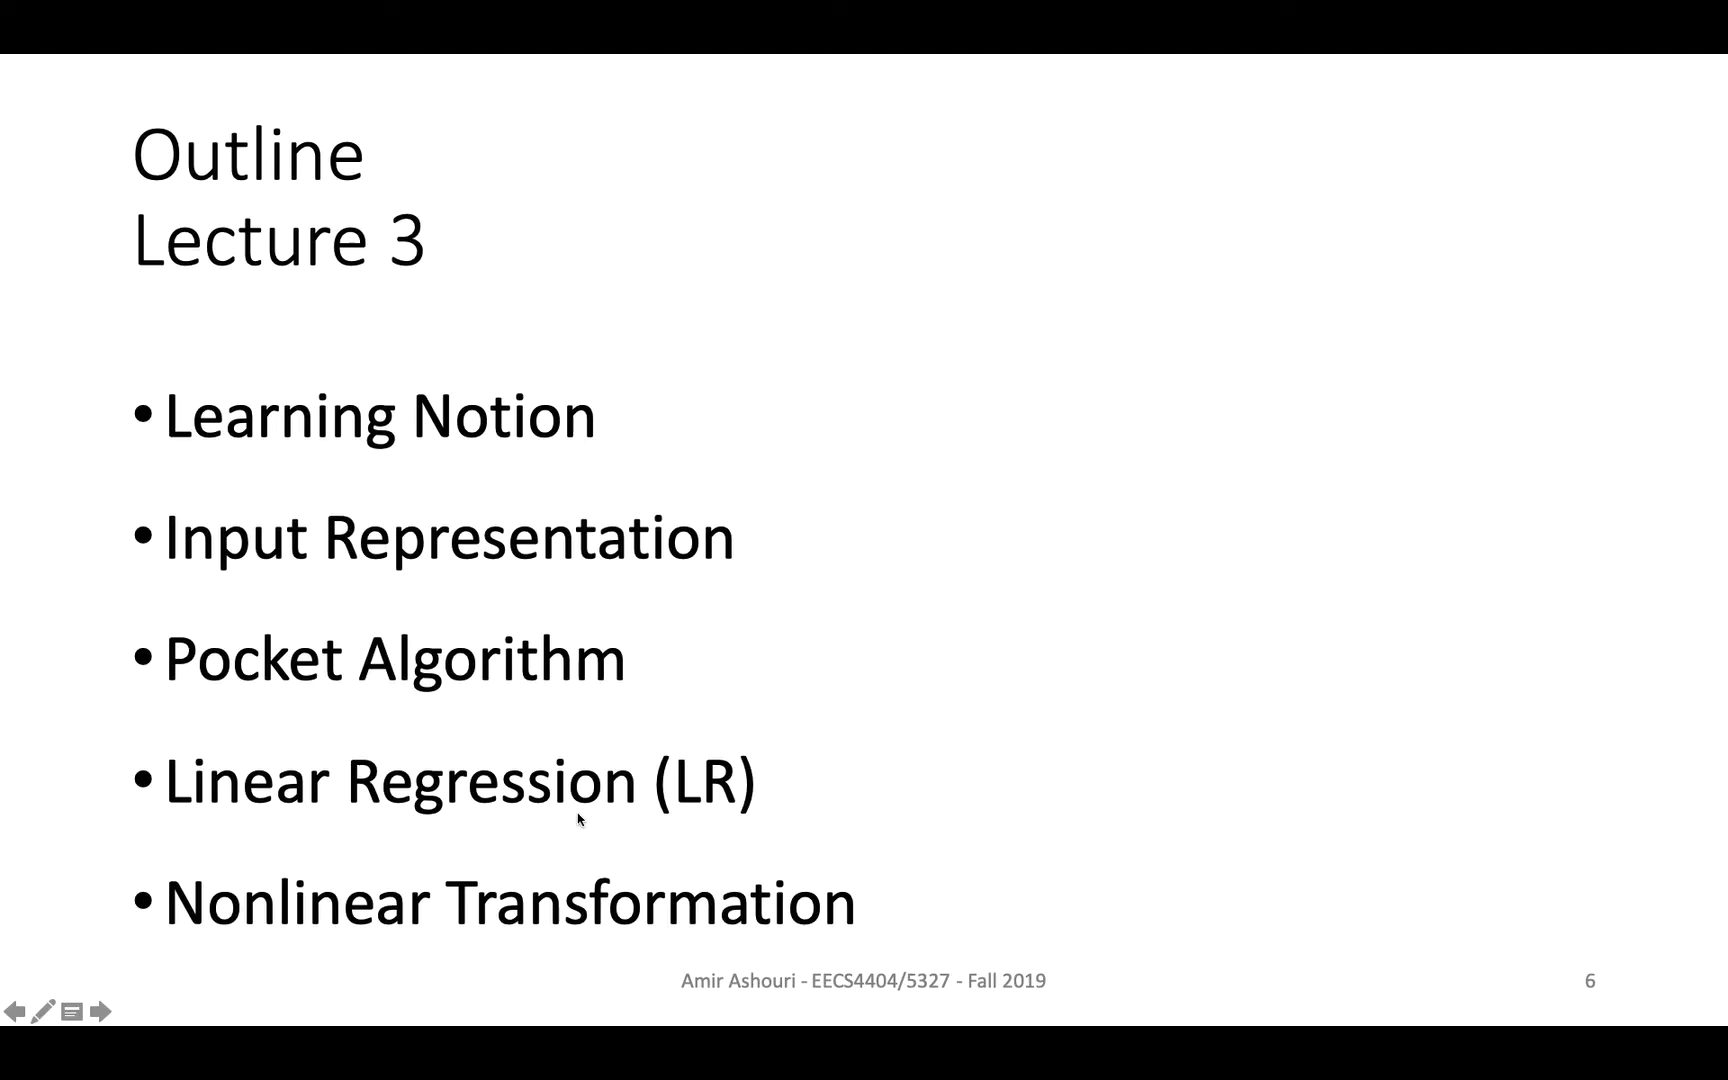 Outline
Lecture 3
• Learning Notion
• Input Representation
• Pocket Algorithm
• Linear Regression (LR)
• Nonlinear Transformation
Amir Ashouri - EECS4404/5327 - Fall 2019
6